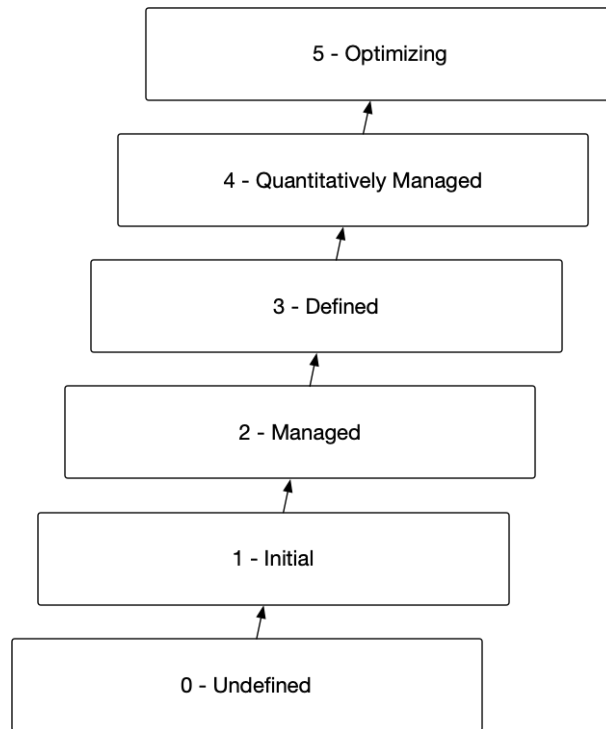 5 - Optimizing
4 - Quantitatively Managed
3 - Defined
2 - Managed
1 - Initial
0 - Undefined